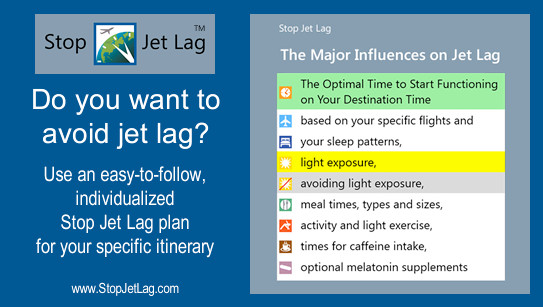 Stop Jet Lag™
Do you want to
avoid jet lag?
Use an easy-to-follow,
individualized
Stop Jet Lag plan
for your specific itinerary
www.StopJetLag.com
Stop Jet Lag
The Major Influences on Jet Lag
The Optimal Time to Start Functioning
on Your Destination Time
based on your specific flights and
your sleep patterns,
light exposure,
avoiding light exposure,
meal times, types and sizes,
activity and light exercise,
times for caffeine intake,
optional melatonin supplements